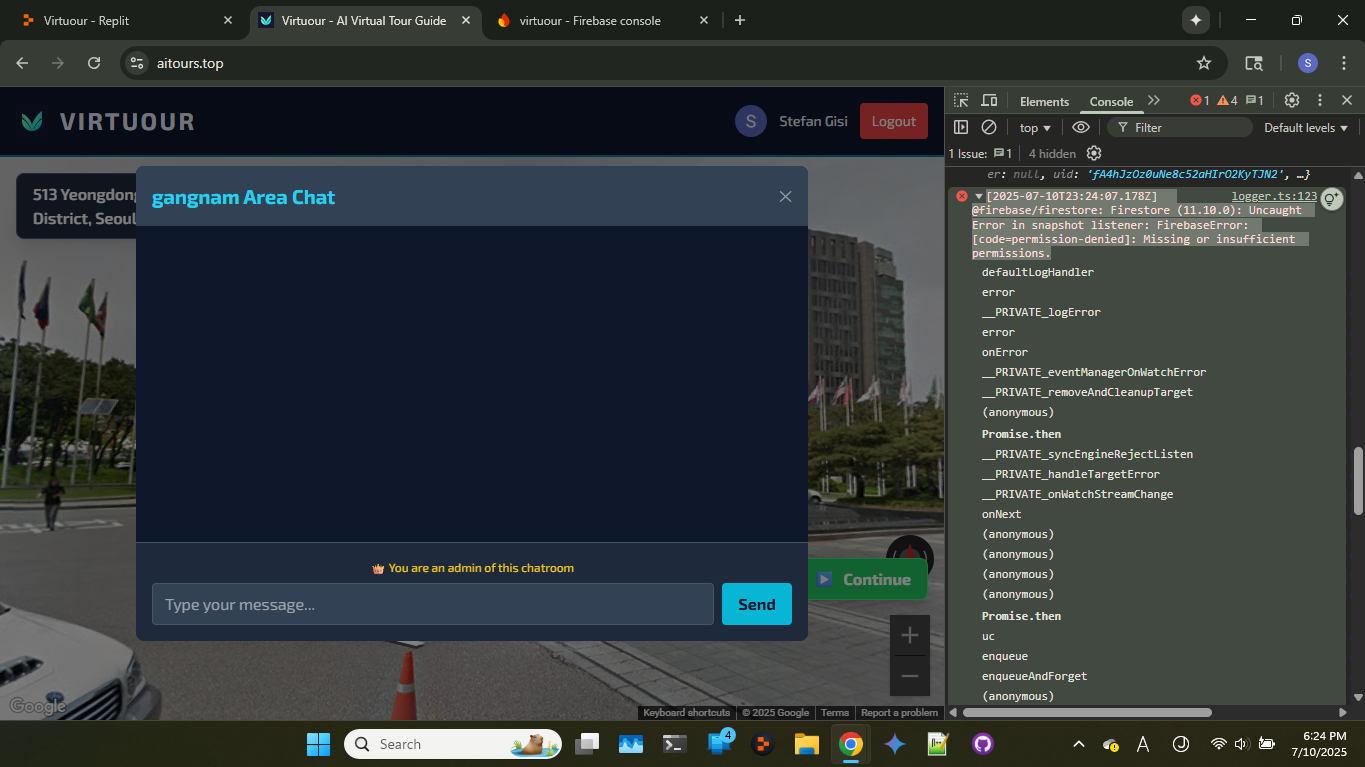 Virtuour - Replit
Virtuour - AI Virtual Tour Guide
virtuour - Firebase console
aitours.top
S
VIRTUOUR
S
Stefan Gisi
Logout
513 Yeongdong
District, Seoul
gangnam Area Chat
👑 You are an admin of this chatroom
Type your message...
Send
Continue
Google
Keyboard shortcuts
© 2025 Google
Terms
Report a problem
Elements
Console
1
4
1
top
Filter
Default levels
1 Issue: 1
4 hidden
er: null, uid: 'fA4hJzOz0uNe8c52aHIrO2KyTJN2', …}
[2025-07-10T23:24:07.178Z]
logger.ts:123
@firebase/firestore: Firestore (11.10.0): Uncaught
Error in snapshot listener: FirebaseError:
[code=permission-denied]: Missing or insufficient
permissions.
defaultLogHandler
error
__PRIVATE_logError
error
onError
__PRIVATE_eventManagerOnWatchError
__PRIVATE_removeAndCleanupTarget
(anonymous)
Promise.then
__PRIVATE_syncEngineRejectListen
__PRIVATE_handleTargetError
__PRIVATE_onWatchStreamChange
onNext
(anonymous)
(anonymous)
(anonymous)
(anonymous)
Promise.then
uc
enqueue
enqueueAndForget
(anonymous)
Search
4
6:24 PM
7/10/2025